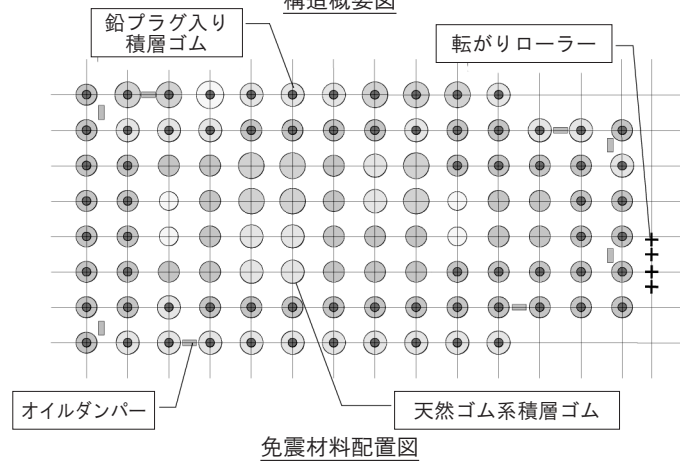 構造概要図
鉛プラグ入り
積層ゴム
転がりローラー
オイルダンパー
天然ゴム系積層ゴム
免震材料配置図